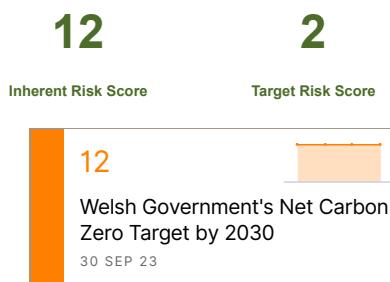 12 2
Inherent Risk Score Target Risk Score
12
Welsh Government's Net Carbon
Zero Target by 2030
30 SEP 23